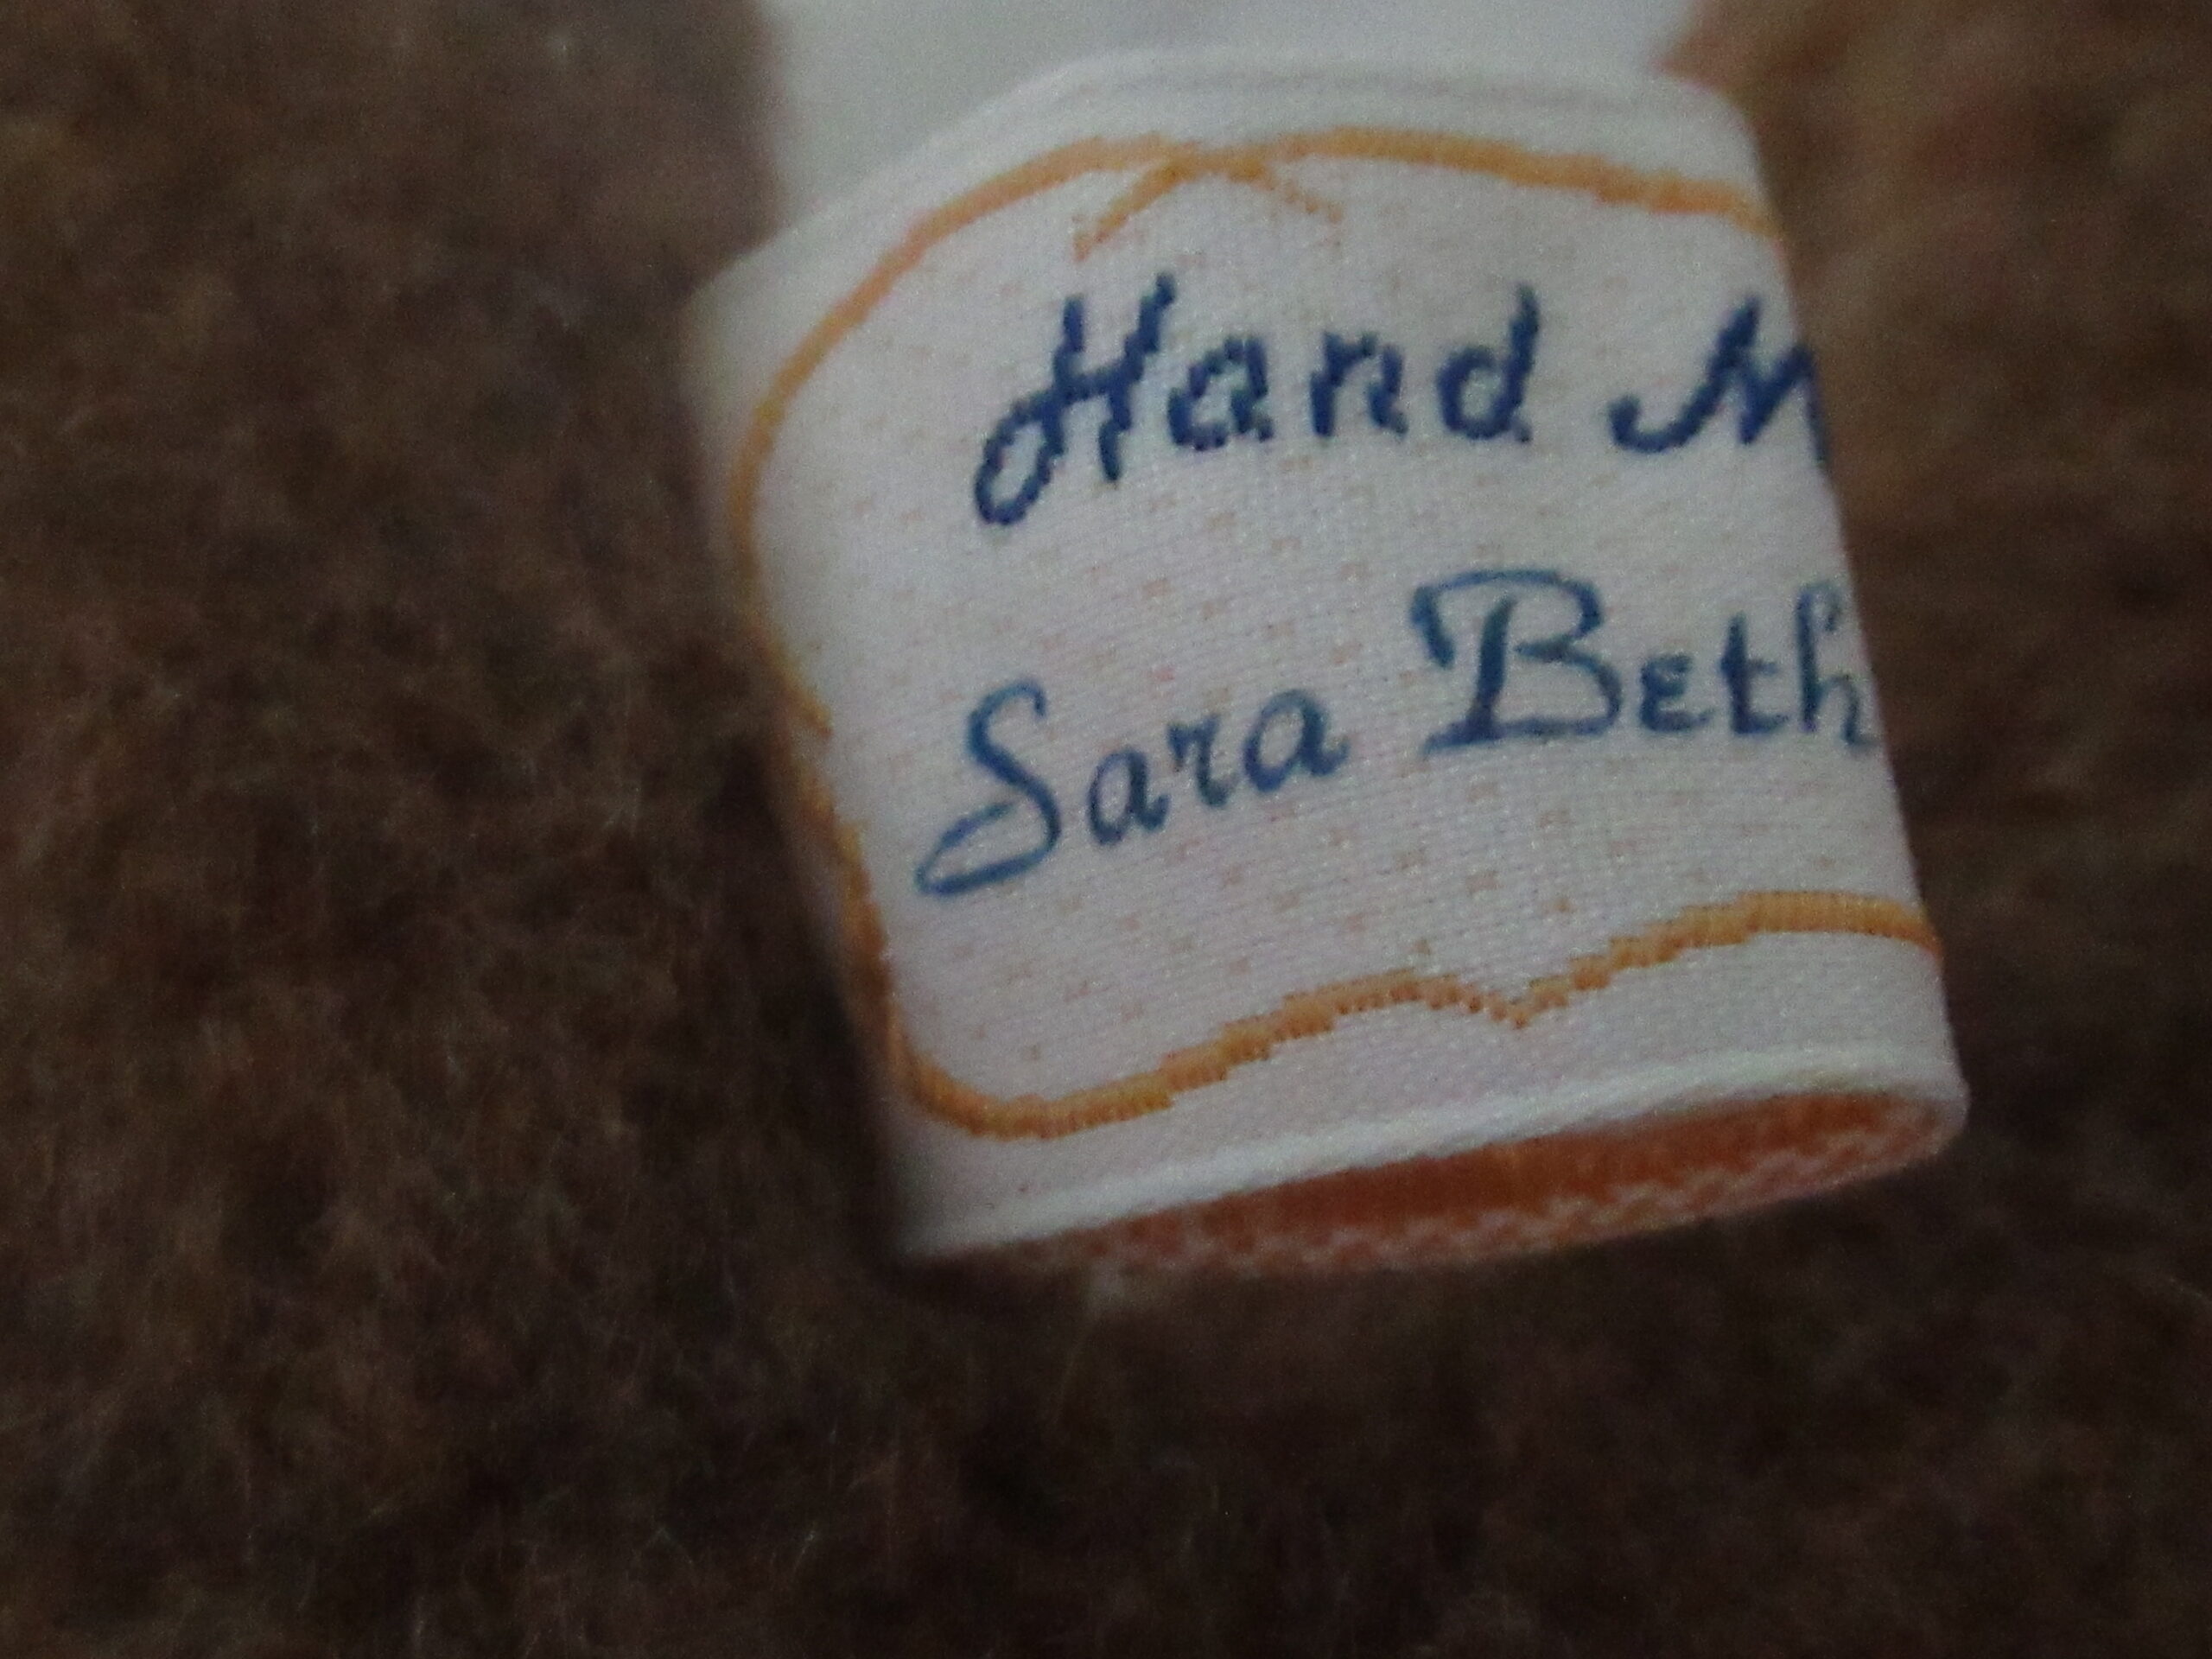 Hand M
Sara Beth